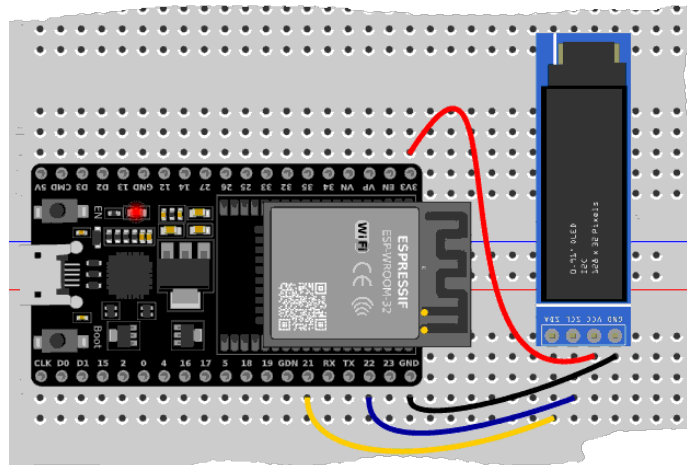 5V CMD D3 D2 13 GND 12 14 27 26 25 33 32 35 34 VN VP EN 3V3
EN
WiFi
CE
ESPRESSIF
ESP-WROOM-32
Boot
CLK D0 D1 15 2 0 4 16 17 5 18 19 GDN 21 RX TX 22 23 GND
0.91" OLED
I2C
128 x 32 Pixels
SDA SCL VCC GND